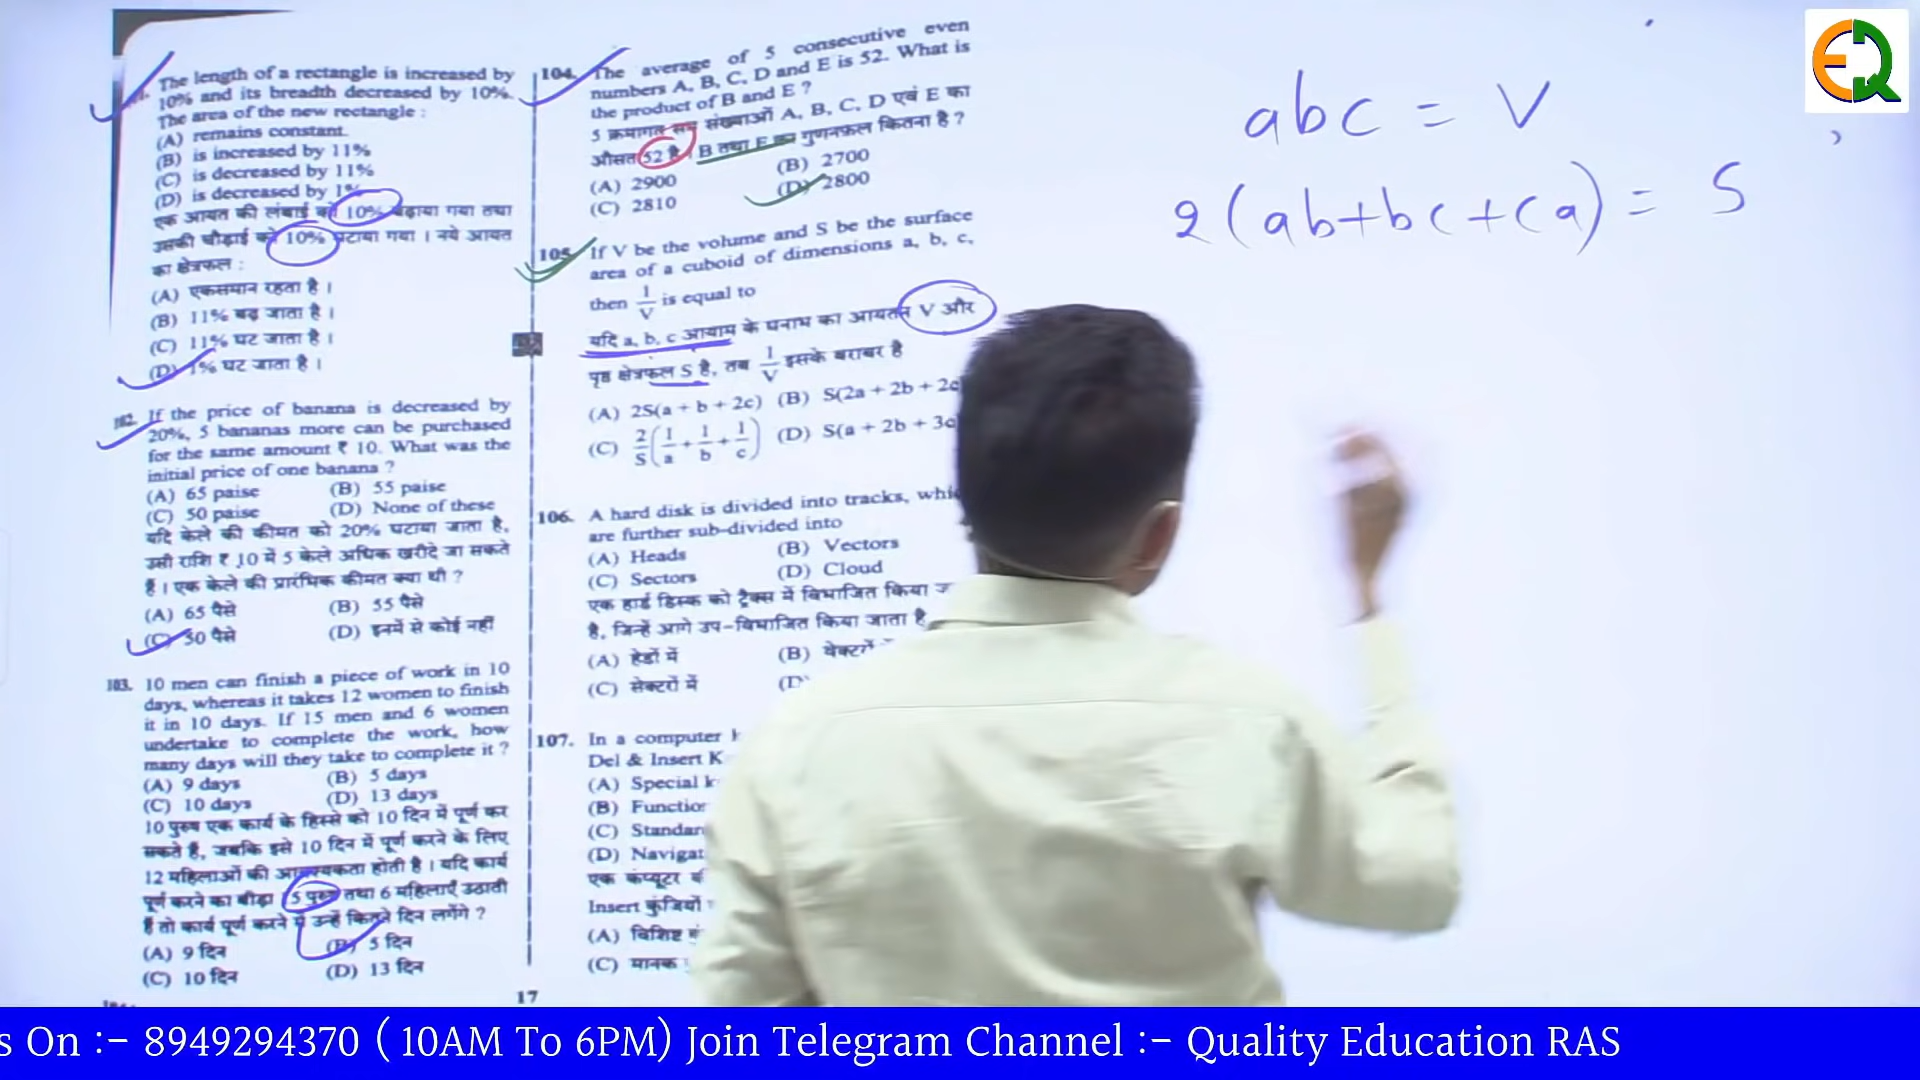 The length of a rectangle is increased by
10% and its breadth decreased by 10%.
The area of the new rectangle :
(A) remains constant.
(B) is increased by 11%
(C) is decreased by 11%
(D) is decreased by 1%
एक आयत की लंबाई को 10% बढ़ाया गया तथा
उसकी चौड़ाई को 10% घटाया गया । नये आयत
का क्षेत्रफल :
(A) एकसमान रहता है ।
(B) 11% बढ़ जाता है ।
(C) 11% घट जाता है ।
(D) 1% घट जाता है ।
102. If the price of banana is decreased by
20%, 5 bananas more can be purchased
for the same amount ₹ 10. What was the
initial price of one banana ?
(A) 65 paise (B) 55 paise
(C) 50 paise (D) None of these
यदि केले की कीमत को 20% घटाया जाता है,
उसी राशि ₹ 10 में 5 केले अधिक खरीदे जा सकते
हैं । एक केले की प्रारंभिक कीमत क्या थी ?
(A) 65 पैसे (B) 55 पैसे
(C) 50 पैसे (D) इनमें से कोई नहीं
103. 10 men can finish a piece of work in 10
days, whereas it takes 12 women to finish
it in 10 days. If 15 men and 6 women
undertake to complete the work, how
many days will they take to complete it ?
(A) 9 days (B) 5 days
(C) 10 days (D) 13 days
10 पुरुष एक कार्य के हिस्से को 10 दिन में पूर्ण कर
सकते हैं, जबकि इसे 10 दिन में पूर्ण करने के लिए
12 महिलाओं की आवश्यकता होती है । यदि कार्य
पूर्ण करने का बीड़ा 15 पुरुष तथा 6 महिलाएँ उठाती
हैं तो कार्य पूर्ण करने में उन्हें कितने दिन लगेंगे ?
(A) 9 दिन (B) 5 दिन
(C) 10 दिन (D) 13 दिन
104. The average of 5 consecutive even
numbers A, B, C, D and E is 52. What is
the product of B and E ?
5 क्रमागत सम संख्याओं A, B, C, D एवं E का
औसत 52 है । B तथा E का गुणनफ़ल कितना है ?
(A) 2900 (B) 2700
(C) 2810 (D) 2800
105. If V be the volume and S be the surface
area of a cuboid of dimensions a, b, c,
then 1/V is equal to
यदि a, b, c आयाम के घनाभ का आयतन V और
पृष्ठ क्षेत्रफल S है, तब 1/V इसके बराबर है
(A) 2S(a + b + 2c) (B) S(2a + 2b + 2c
(C) 2/S(1/a + 1/b + 1/c) (D) S(a + 2b + 3c
106. A hard disk is divided into tracks, whi
are further sub-divided into
(A) Heads (B) Vectors
(C) Sectors (D) Cloud
एक हार्ड डिस्क को ट्रैक्स में विभाजित किया ज
है, जिन्हें आगे उप-विभाजित किया जाता है
(A) हेडों में (B) वेक्टरों
(C) सेक्टरों में (D)
107. In a computer k
Del & Insert K
(A) Special k
(B) Function
(C) Standar
(D) Navigat
एक कंप्यूटर
Insert कुंजियों
(A) विशिष्ट
(C) मानक
17
abc = V
2(ab+bc+ca) = S
EQ
s On :- 8949294370 ( 10AM To 6PM) Join Telegram Channel :- Quality Education RAS